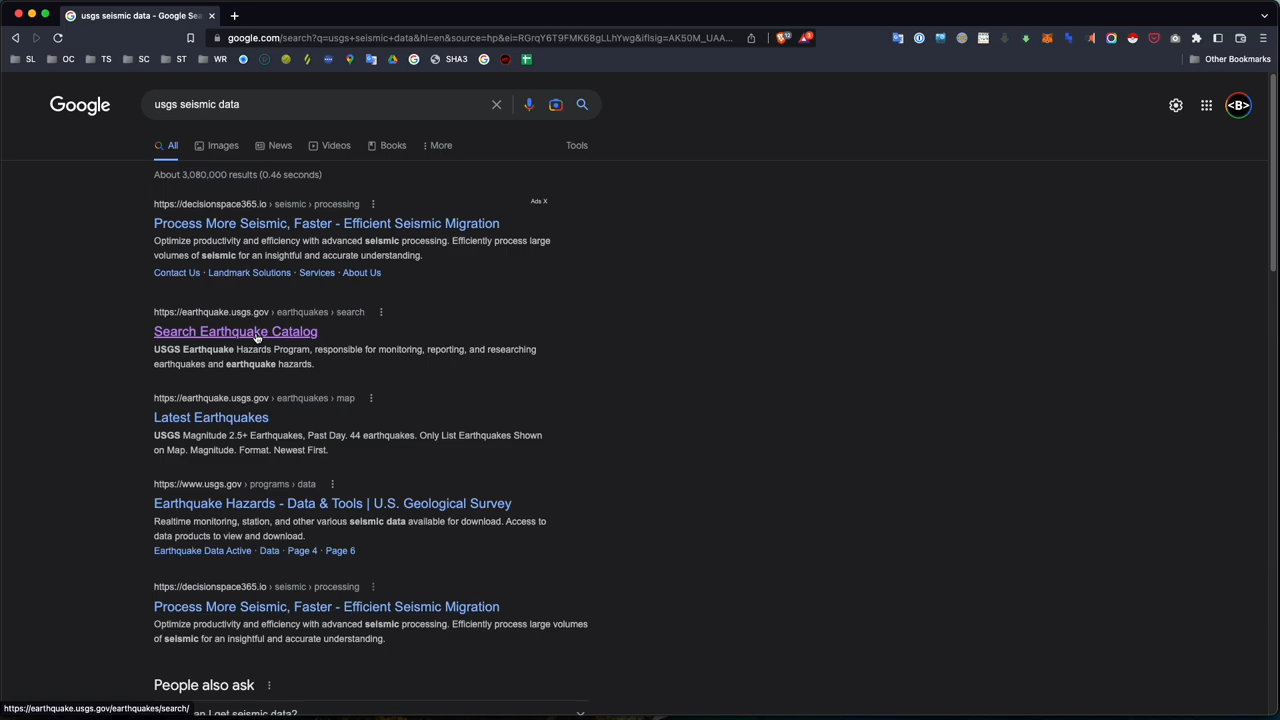 usgs seismic data - Google Sea
google.com/search?q=usgs+seismic+data&hl=en&source=hp&ei=RGrqY6T9FMK68gLLhYwg&iflsig=AK50M_UAA...
12
3
SL
OC
TS
SC
ST
WR
SHA3
Other Bookmarks
Google
usgs seismic data
<B>
All
Images
News
Videos
Books
More
Tools
About 3,080,000 results (0.46 seconds)
https://decisionspace365.io › seismic › processing
Ads X
Process More Seismic, Faster - Efficient Seismic Migration
Optimize productivity and efficiency with advanced seismic processing. Efficiently process large
volumes of seismic for an insightful and accurate understanding.
Contact Us · Landmark Solutions · Services · About Us
https://earthquake.usgs.gov › earthquakes › search
Search Earthquake Catalog
USGS Earthquake Hazards Program, responsible for monitoring, reporting, and researching
earthquakes and earthquake hazards.
https://earthquake.usgs.gov › earthquakes › map
Latest Earthquakes
USGS Magnitude 2.5+ Earthquakes, Past Day. 44 earthquakes. Only List Earthquakes Shown
on Map. Magnitude. Format. Newest First.
https://www.usgs.gov › programs › data
Earthquake Hazards - Data & Tools | U.S. Geological Survey
Realtime monitoring, station, and other various seismic data available for download. Access to
data products to view and download.
Earthquake Data Active · Data · Page 4 · Page 6
https://decisionspace365.io › seismic › processing
Process More Seismic, Faster - Efficient Seismic Migration
Optimize productivity and efficiency with advanced seismic processing. Efficiently process large volumes
of seismic for an insightful and accurate understanding.
People also ask
https://earthquake.usgs.gov/earthquakes/search/
an I get seismic data?